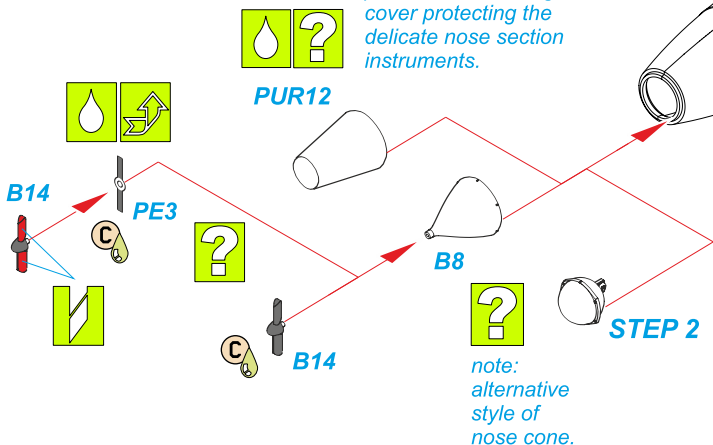 cover protecting the
delicate nose section
instruments.
?
PUR12
B14
PE3
C
?
B8
C
B14
?
STEP 2
note:
alternative
style of
nose cone.